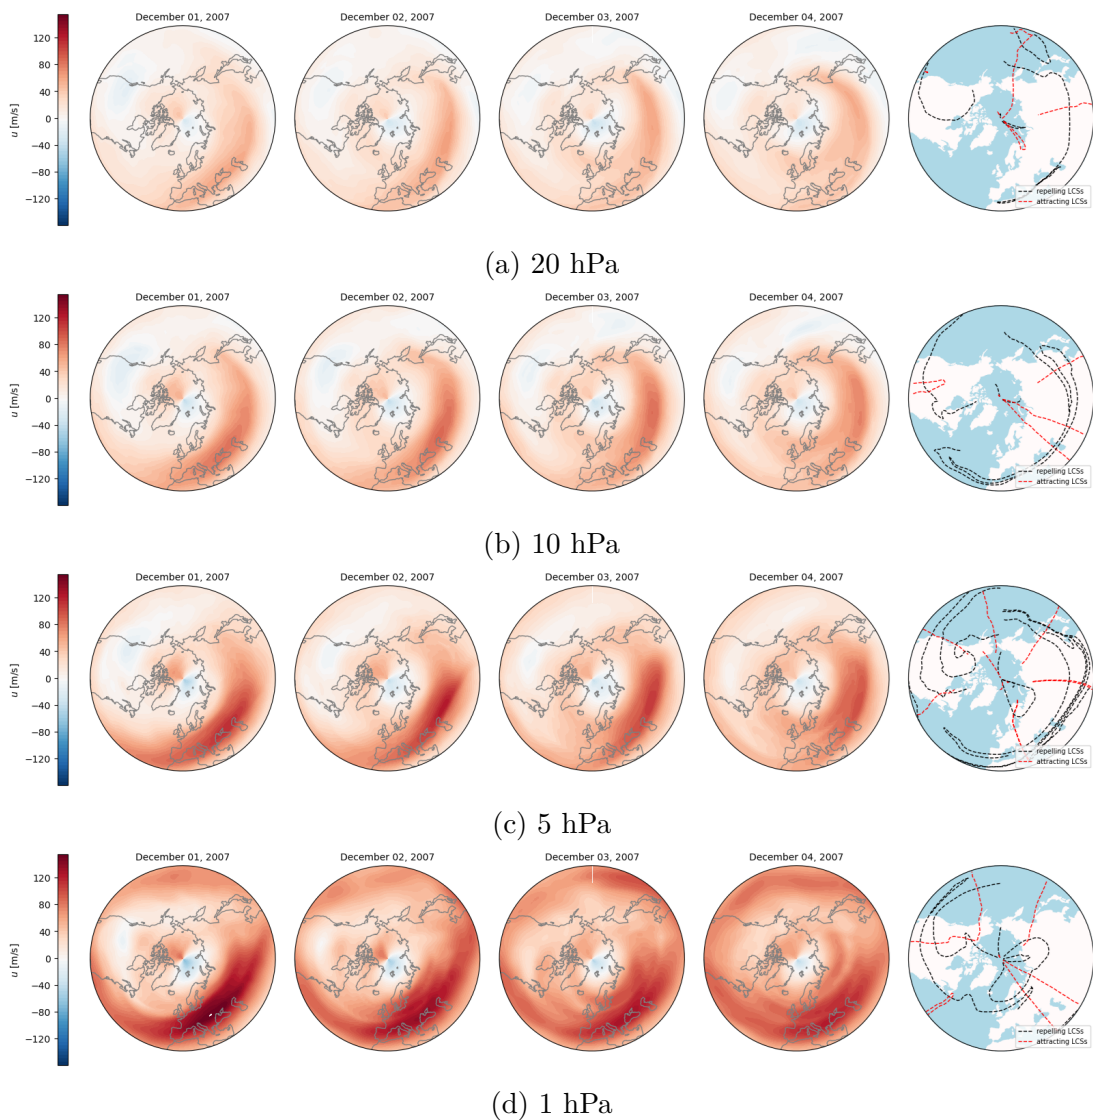 December 01, 2007
December 02, 2007
December 03, 2007
December 04, 2007
120
80
40
0
−40
−80
−120
u [m/s]
repelling LCSs
attracting LCSs
(a) 20 hPa
December 01, 2007
December 02, 2007
December 03, 2007
December 04, 2007
120
80
40
0
−40
−80
−120
u [m/s]
repelling LCSs
attracting LCSs
(b) 10 hPa
December 01, 2007
December 02, 2007
December 03, 2007
December 04, 2007
120
80
40
0
−40
−80
−120
u [m/s]
repelling LCSs
attracting LCSs
(c) 5 hPa
December 01, 2007
December 02, 2007
December 03, 2007
December 04, 2007
120
80
40
0
−40
−80
−120
u [m/s]
repelling LCSs
attracting LCSs
(d) 1 hPa